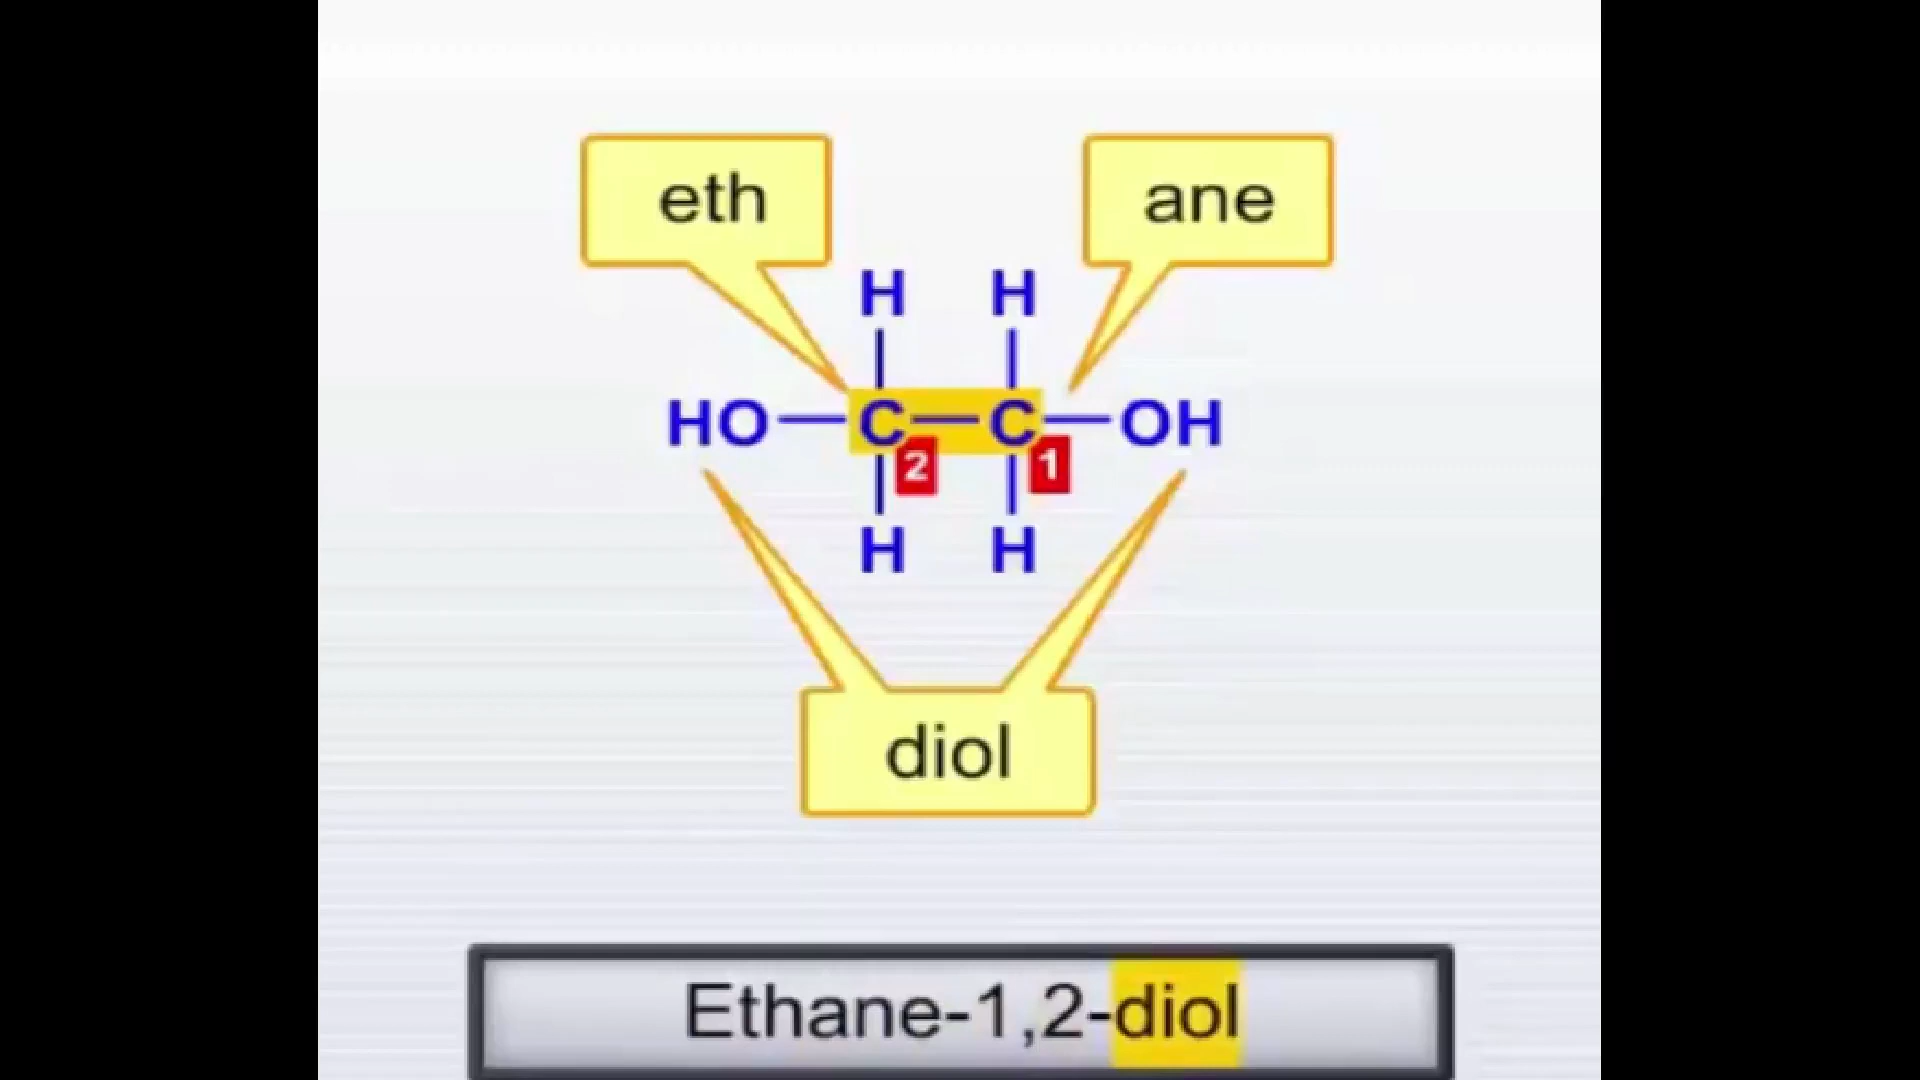 eth ane
H H
HO C C OH
2 1
H H
diol
Ethane-1,2-diol